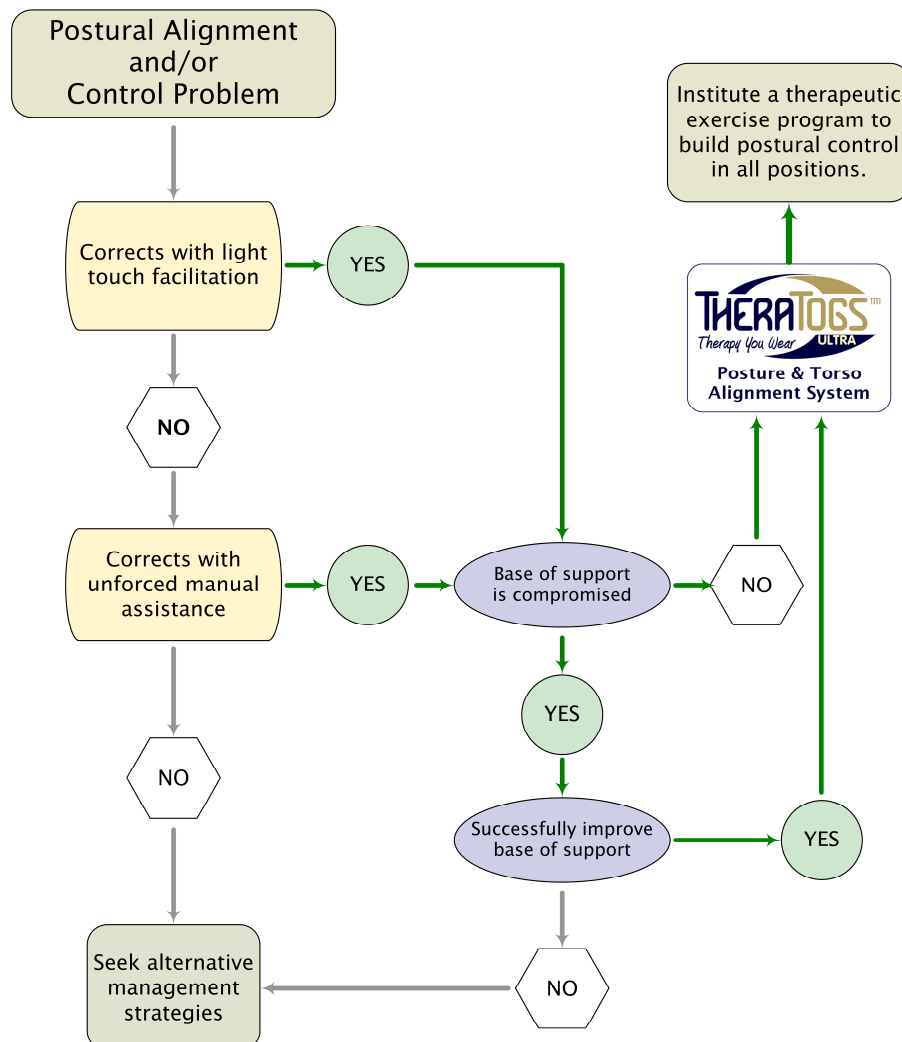 Postural Alignment
and/or
Control Problem
Institute a therapeutic
exercise program to
build postural control
in all positions.
Corrects with light
touch facilitation
YES
THERATOGS™
Therapy You Wear
ULTRA
Posture & Torso
Alignment System
NO
Corrects with
unforced manual
assistance
YES
Base of support
is compromised
NO
YES
NO
Successfully improve
base of support
YES
Seek alternative
management
strategies
NO